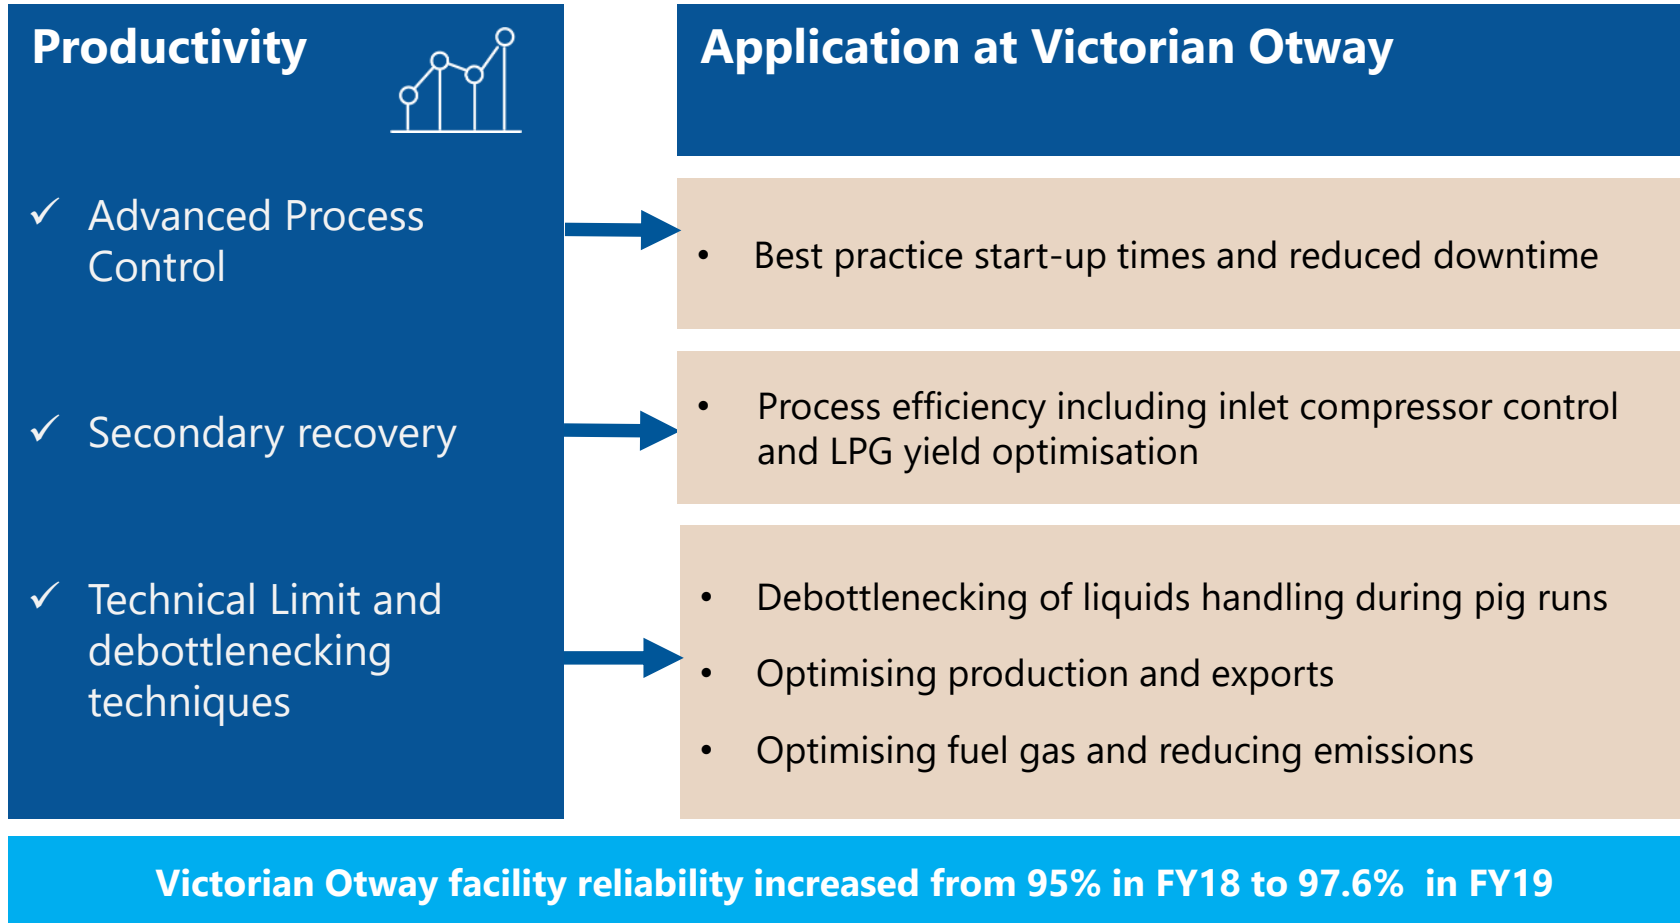 Productivity
✓ Advanced Process
Control
✓ Secondary recovery
✓ Technical Limit and
debottlenecking
techniques
Application at Victorian Otway
• Best practice start-up times and reduced downtime
• Process efficiency including inlet compressor control
and LPG yield optimisation
• Debottlenecking of liquids handling during pig runs
• Optimising production and exports
• Optimising fuel gas and reducing emissions
Victorian Otway facility reliability increased from 95% in FY18 to 97.6% in FY19